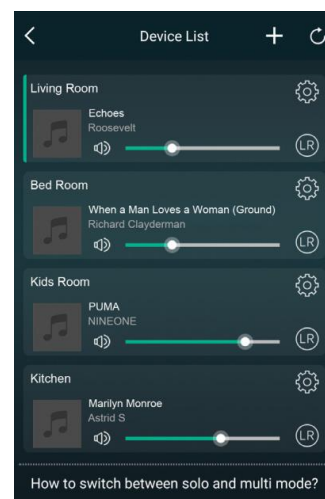 Device List
Living Room
Echoes
Roosevelt
LR
Bed Room
When a Man Loves a Woman (Ground)
Richard Clayderman
LR
Kids Room
PUMA
NINEONE
LR
Kitchen
Marilyn Monroe
Astrid S
LR
How to switch between solo and multi mode?